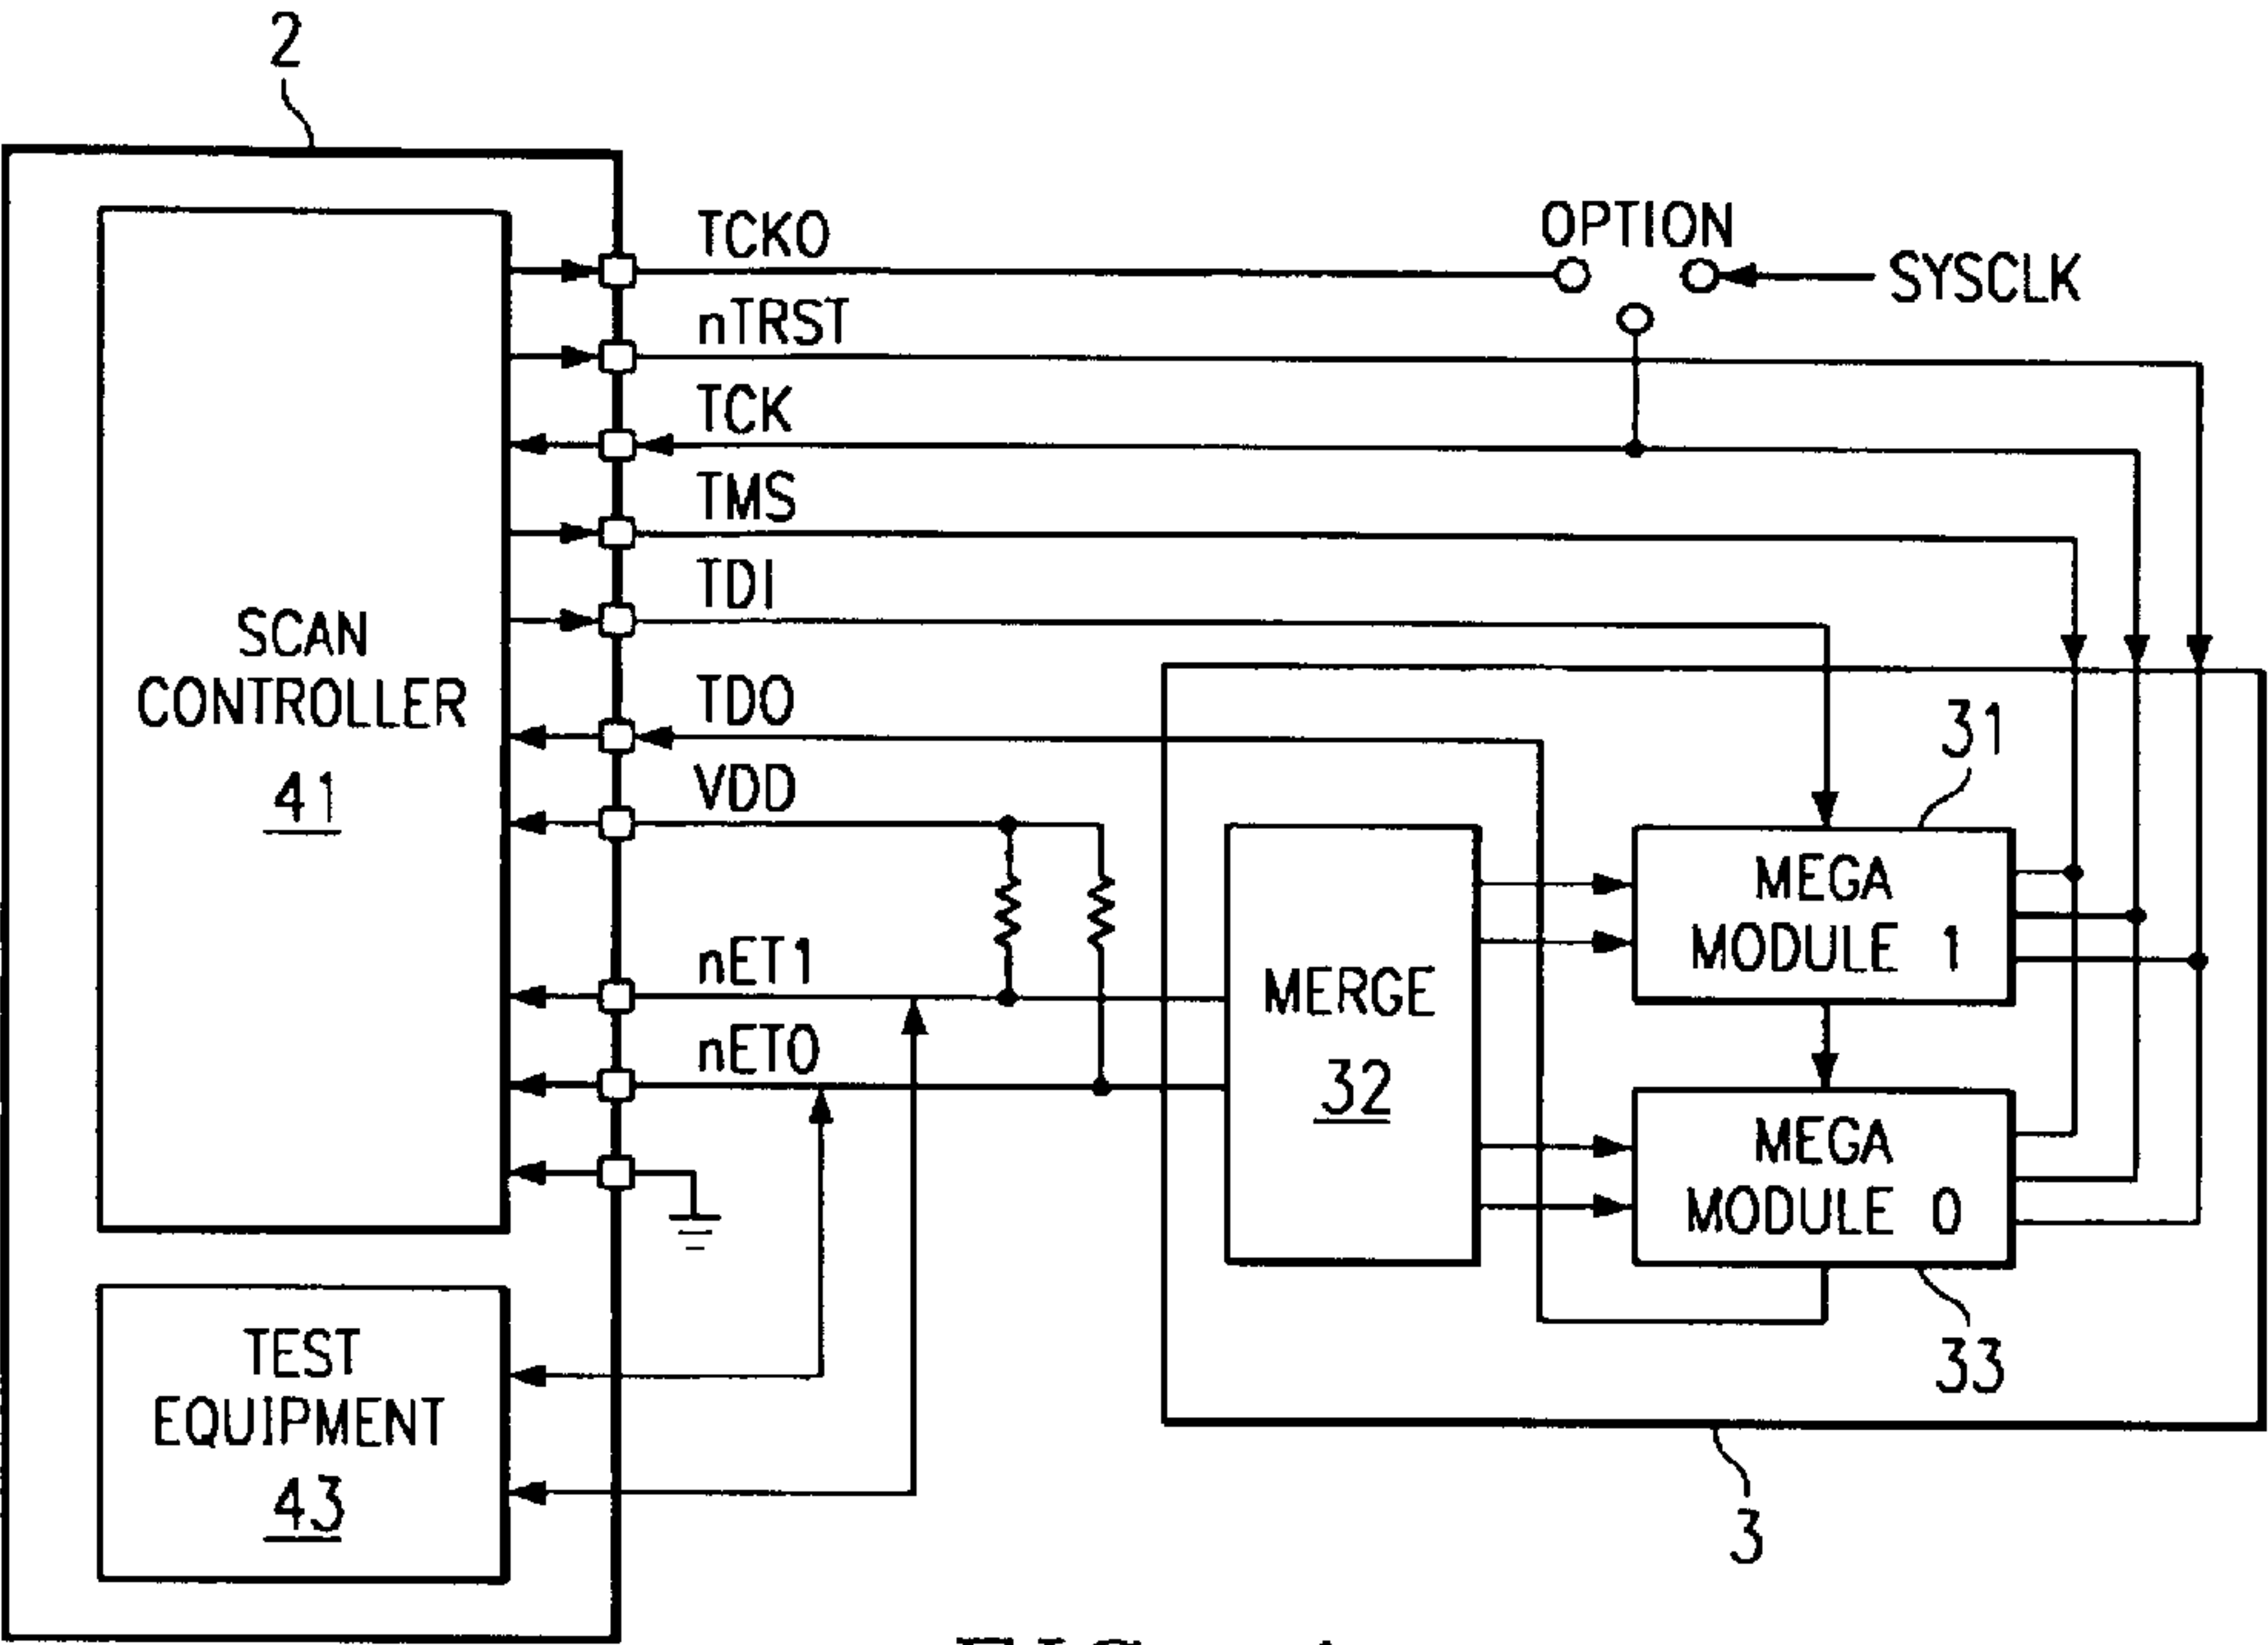 2
TCKO
OPTION
SYSCLK
nTRST
TCK
TMS
TDI
SCAN
CONTROLLER
41
TDO
VDD
31
MEGA
MODULE 1
nET1
MERGE
32
nET0
MEGA
MODULE 0
TEST
EQUIPMENT
43
33
3